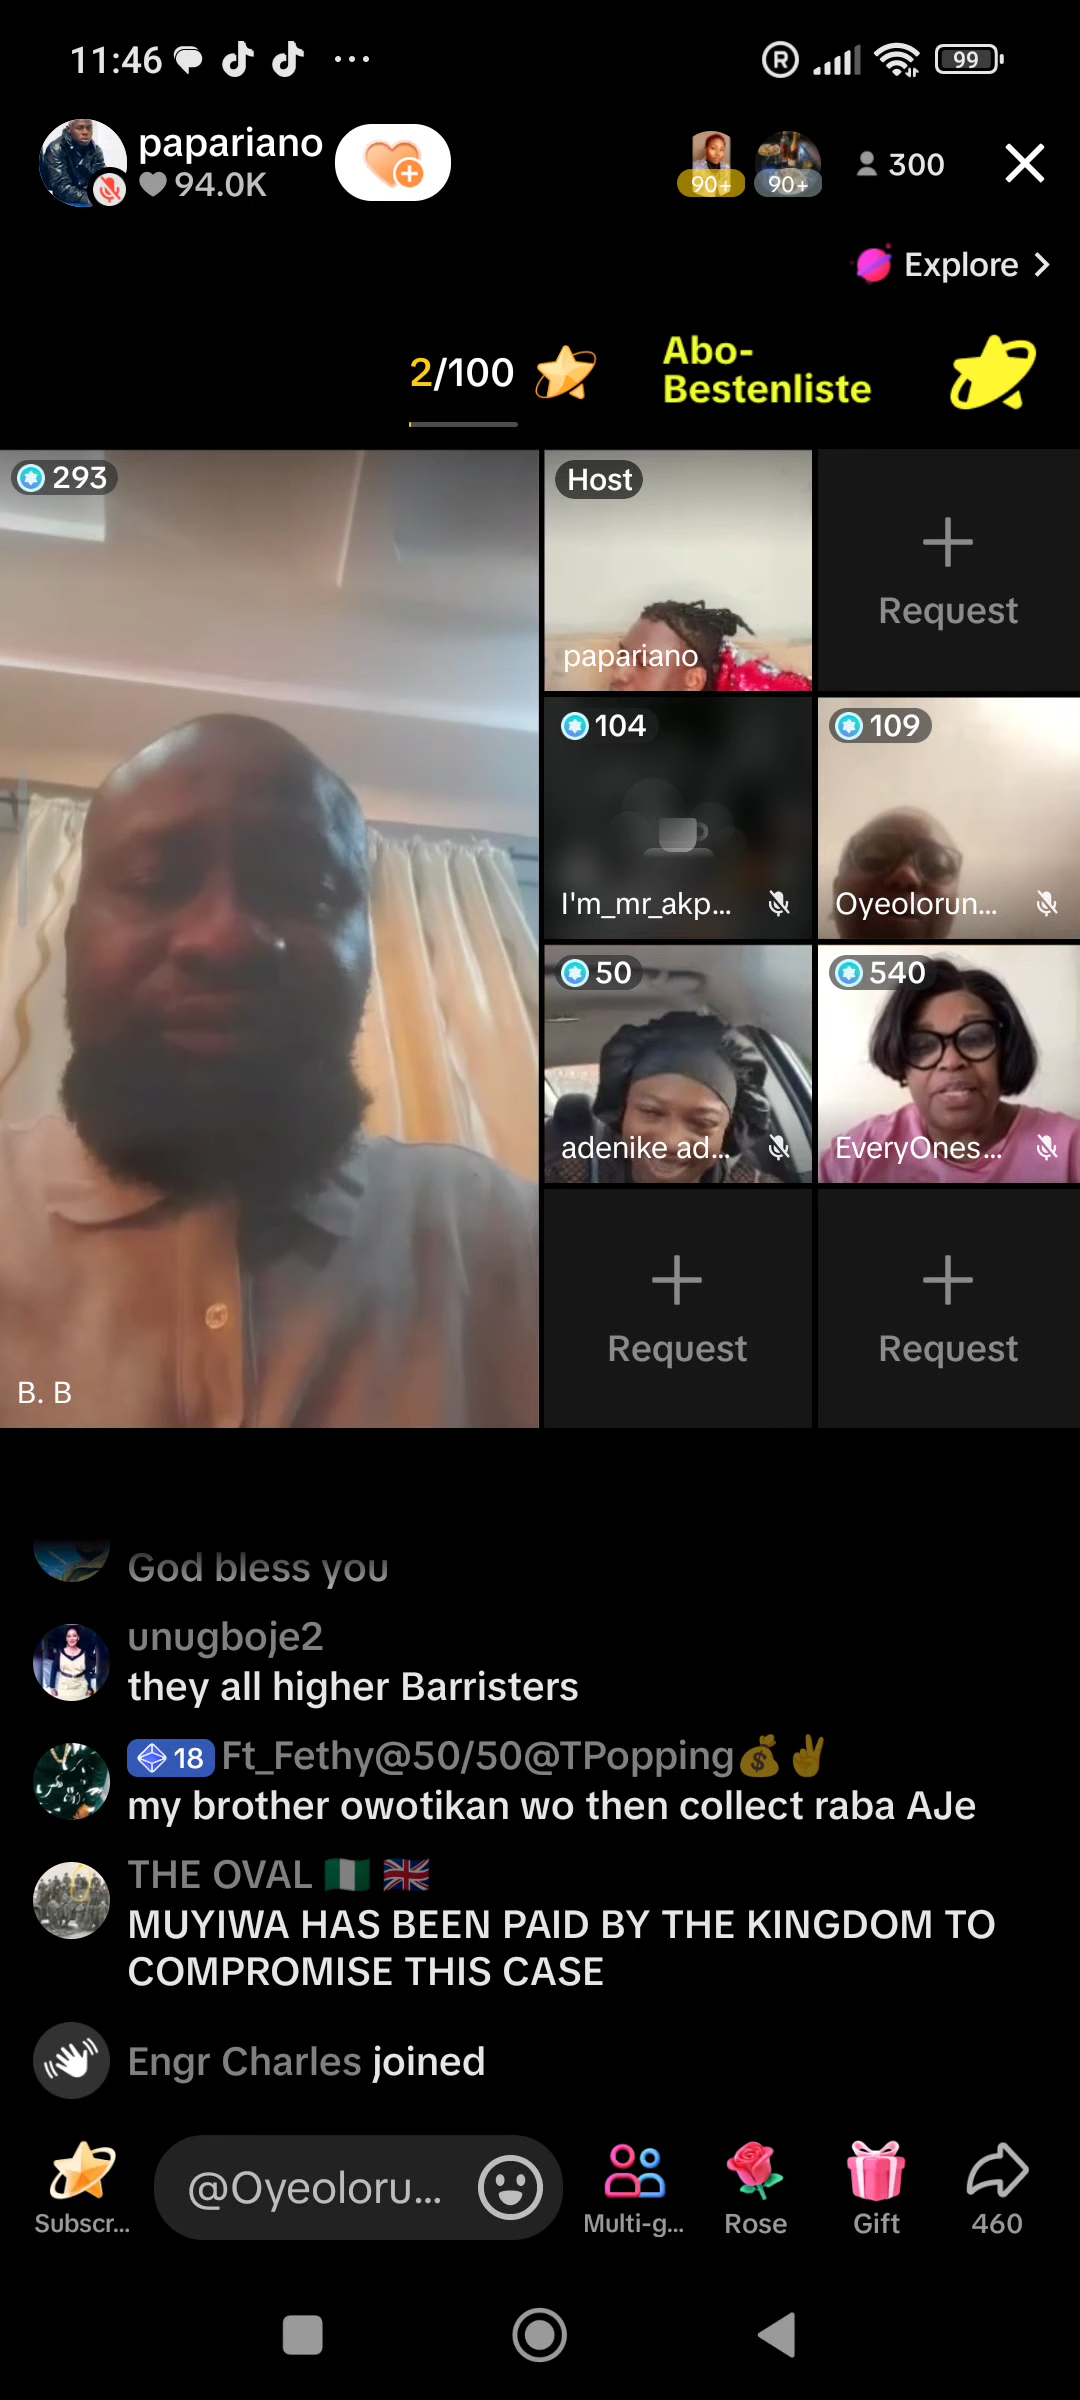 11:46
R
99
papariano
94.0K
90+
90+
300
Explore
2/100
Abo-
Bestenliste
293
Host
papariano
Request
104
I'm_mr_akp...
109
Oyeolorun...
50
adenike ad...
540
EveryOnes...
B. B
Request
Request
God bless you
unugboje2
they all higher Barristers
18 Ft_Fethy@50/50@TPopping💰✌
my brother owotikan wo then collect raba AJe
THE OVAL 🇳🇬 🇬🇧
MUYIWA HAS BEEN PAID BY THE KINGDOM TO
COMPROMISE THIS CASE
Engr Charles joined
@Oyeoloru...
Subscr...
Multi-g...
Rose
Gift
460